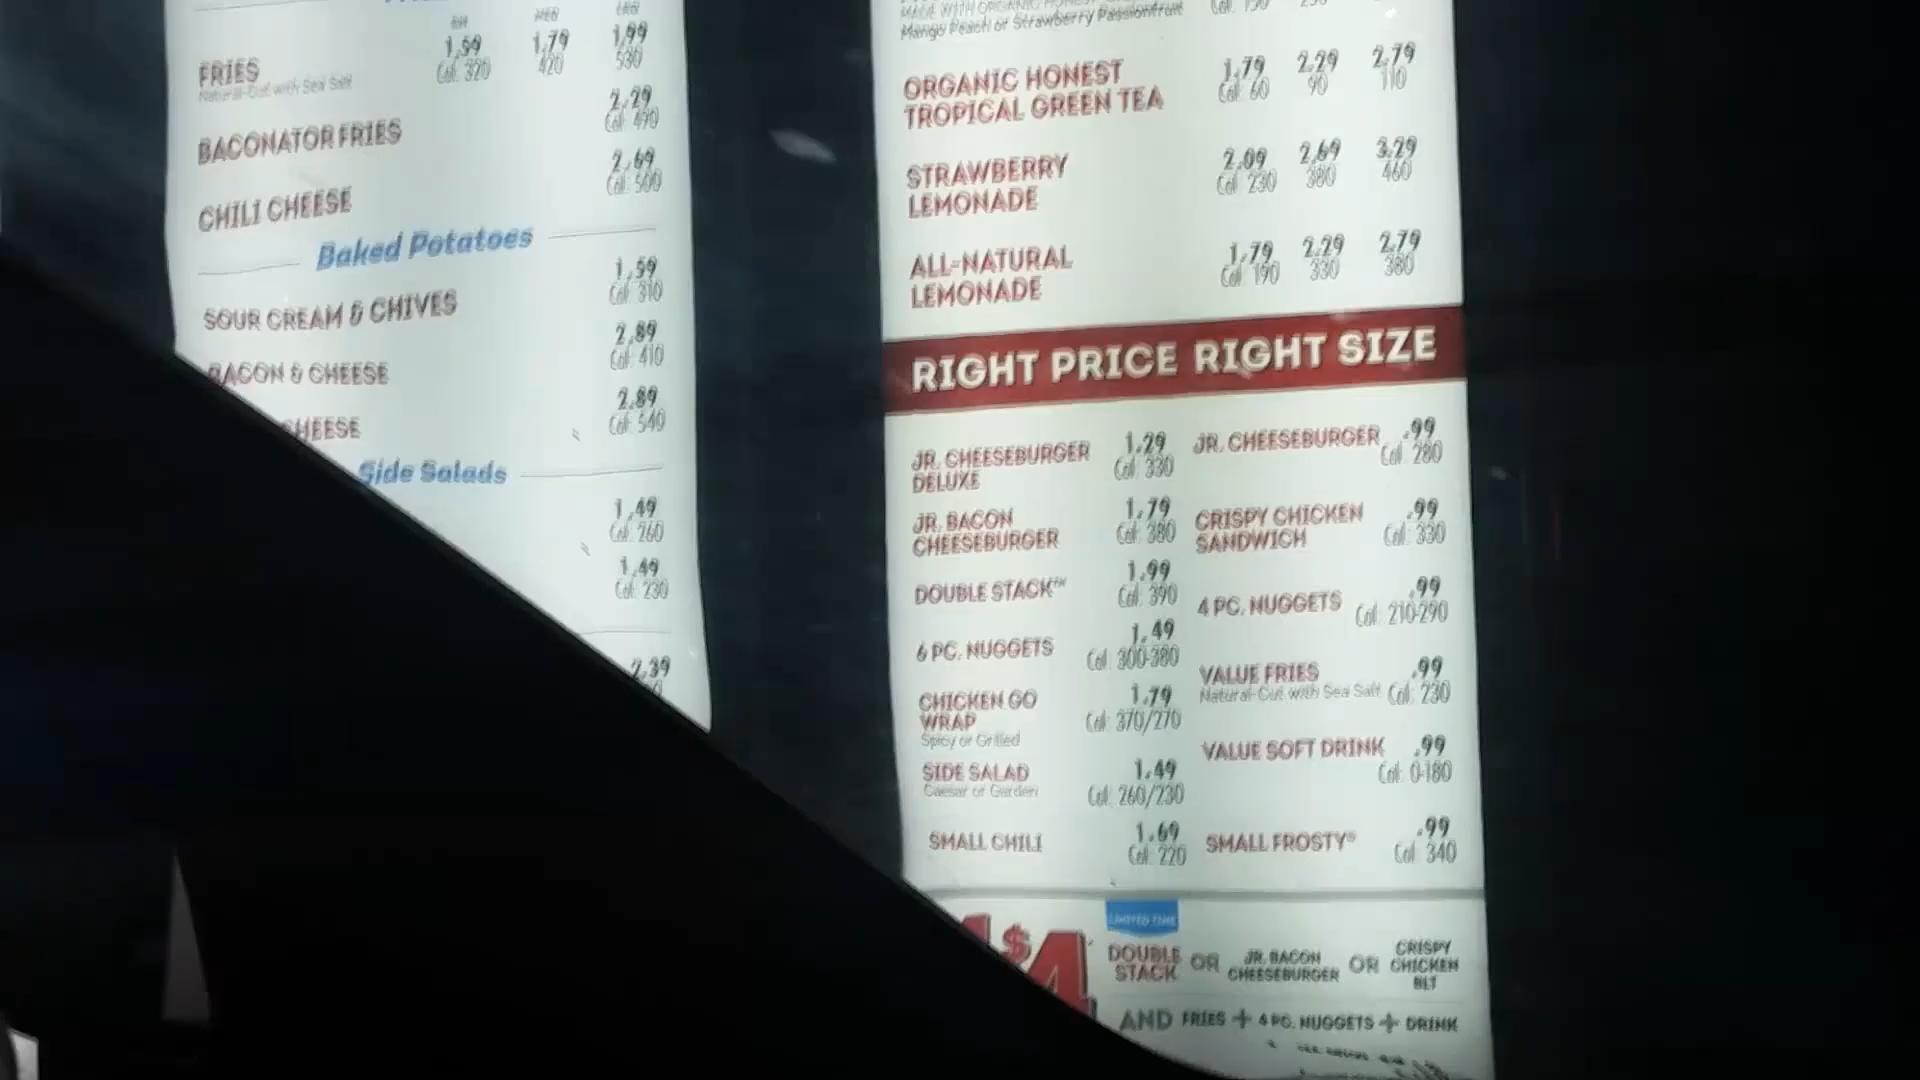 SM MED LRG
FRIES 1.59 1.79 1.99
Natural-Cut with Sea Salt Cal: 320 420 530
BACONATOR FRIES 2.29
Cal: 490
CHILI CHEESE 2.69
Cal: 500
Baked Potatoes
SOUR CREAM & CHIVES 1.59
Cal: 310
BACON & CHEESE 2.89
Cal: 410
CHEESE 2.89
Cal: 540
Side Salads
1.49
Cal: 260
1.49
Cal: 230
2.39
MADE WITH ORGANIC HONEST
Mango Peach or Strawberry Passionfruit
ORGANIC HONEST 1.79 2.29 2.79
TROPICAL GREEN TEA Cal: 60 90 110
STRAWBERRY 2.09 2.69 3.29
LEMONADE Cal: 230 380 460
ALL-NATURAL 1.79 2.29 2.79
LEMONADE Cal: 190 330 380
RIGHT PRICE RIGHT SIZE
JR. CHEESEBURGER 1.29
DELUXE Cal: 330
JR. BACON 1.79
CHEESEBURGER Cal: 380
DOUBLE STACK™ 1.99
Cal: 390
6 PC. NUGGETS 1.49
Cal: 300-380
CHICKEN GO 1.79
WRAP Cal: 370/270
Spicy or Grilled
SIDE SALAD 1.49
Caesar or Garden Cal: 260/230
SMALL CHILI 1.69
Cal: 220
JR. CHEESEBURGER .99
Cal: 280
CRISPY CHICKEN .99
SANDWICH Cal: 330
4 PC. NUGGETS .99
Cal: 210-290
VALUE FRIES .99
Natural-Cut with Sea Salt Cal: 230
VALUE SOFT DRINK .99
Cal: 0-180
SMALL FROSTY® .99
Cal: 340
LIMITED TIME
$4
DOUBLE STACK OR JR. BACON CHEESEBURGER OR CRISPY CHICKEN BLT
AND FRIES + 4 PC. NUGGETS + DRINK